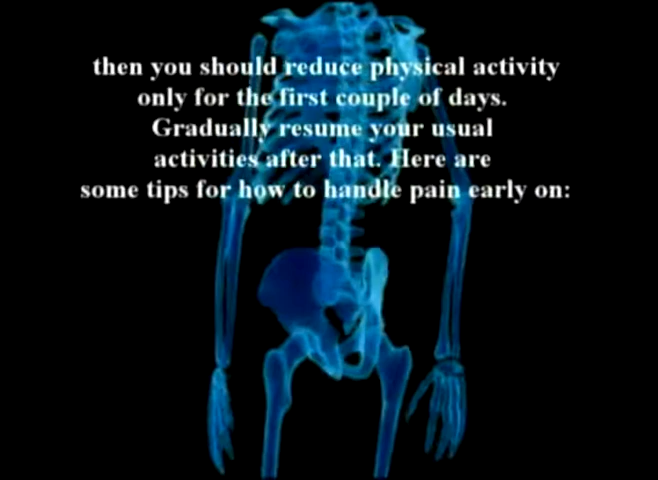 then you should reduce physical activity
only for the first couple of days.
Gradually resume your usual
activities after that. Here are
some tips for how to handle pain early on: